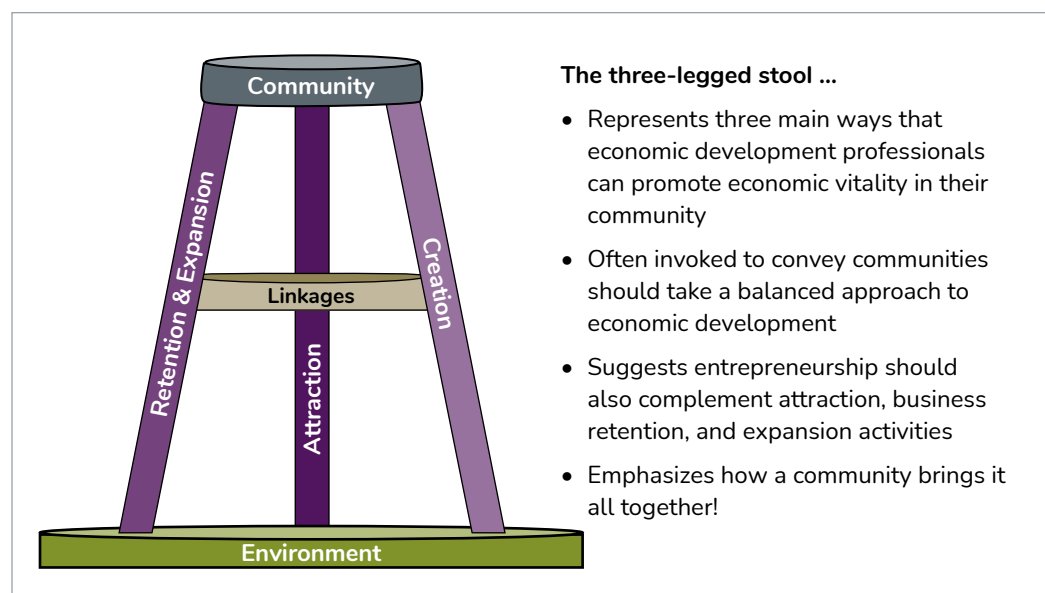 Community
Retention & Expansion
Attraction
Creation
Linkages
Environment
The three-legged stool ...
• Represents three main ways that
economic development professionals
can promote economic vitality in their
community
• Often invoked to convey communities
should take a balanced approach to
economic development
• Suggests entrepreneurship should
also complement attraction, business
retention, and expansion activities
• Emphasizes how a community brings it
all together!